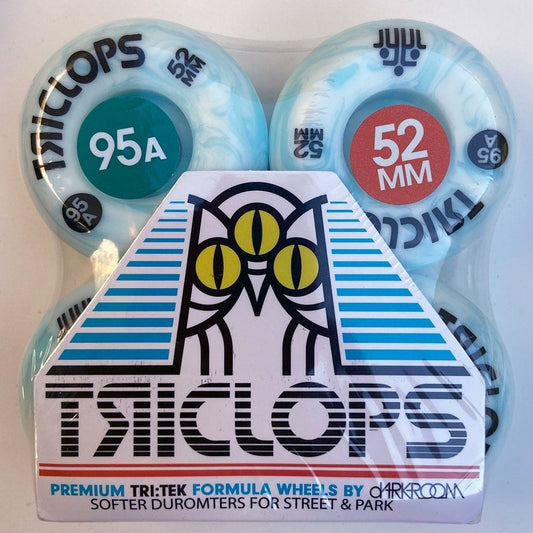 TRICLOPS
52
MM
95A
95
A
52
MM
52
MM
95
A
TRICLOPS
TRICLOPS
PREMIUM TRI:TEK FORMULA WHEELS BY DARKROOM
SOFTER DUROMTERS FOR STREET & PARK